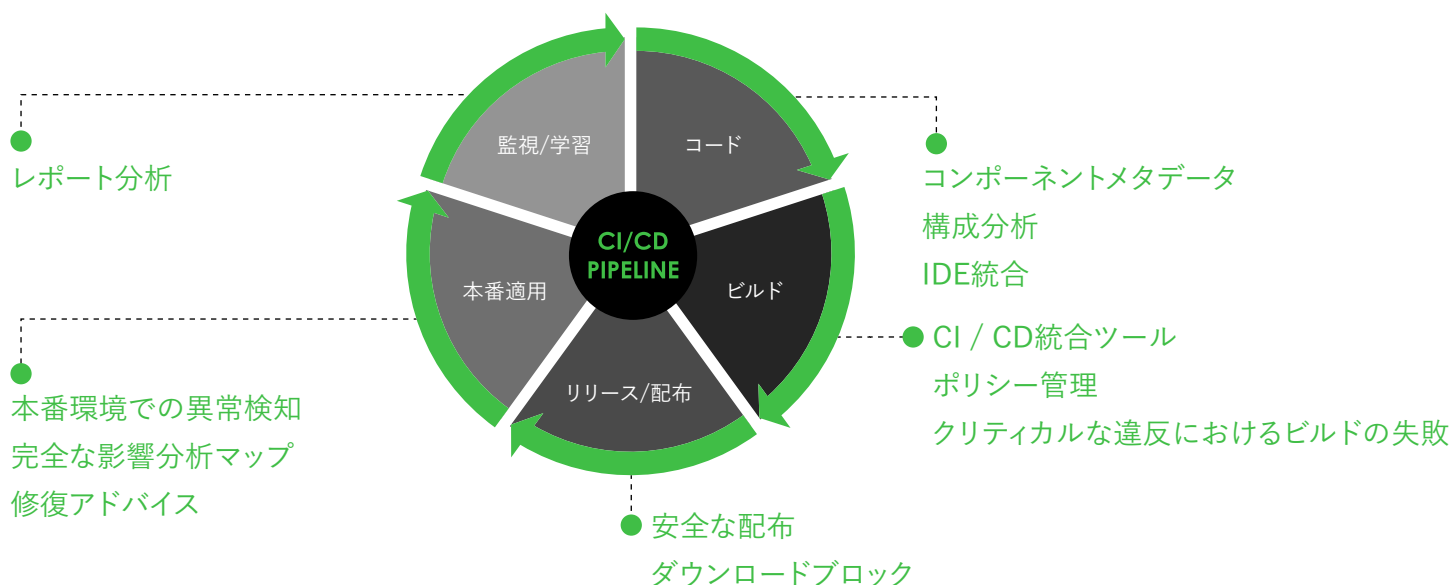 監視/学習
コード
CI/CD
PIPELINE
本番適用
ビルド
リリース/配布
レポート分析
コンポーネントメタデータ
構成分析
IDE統合
CI / CD統合ツール
ポリシー管理
クリティカルな違反におけるビルドの失敗
本番環境での異常検知
完全な影響分析マップ
修復アドバイス
安全な配布
ダウンロードブロック